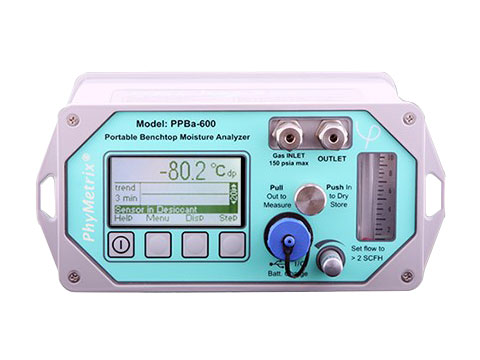 Model: PPBa-600
Portable Benchtop Moisture Analyzer
PhyMetrix®
-80.2 °C dp
trend
3 min
Sensor in Desiccant
Help Menu Disp Step
Gas INLET
150 psia max
OUTLET
Pull
Out to
Measure
Push In
to Dry
Store
I/O
Batt. Charge
Set flow to
> 2 SCFH
10
2